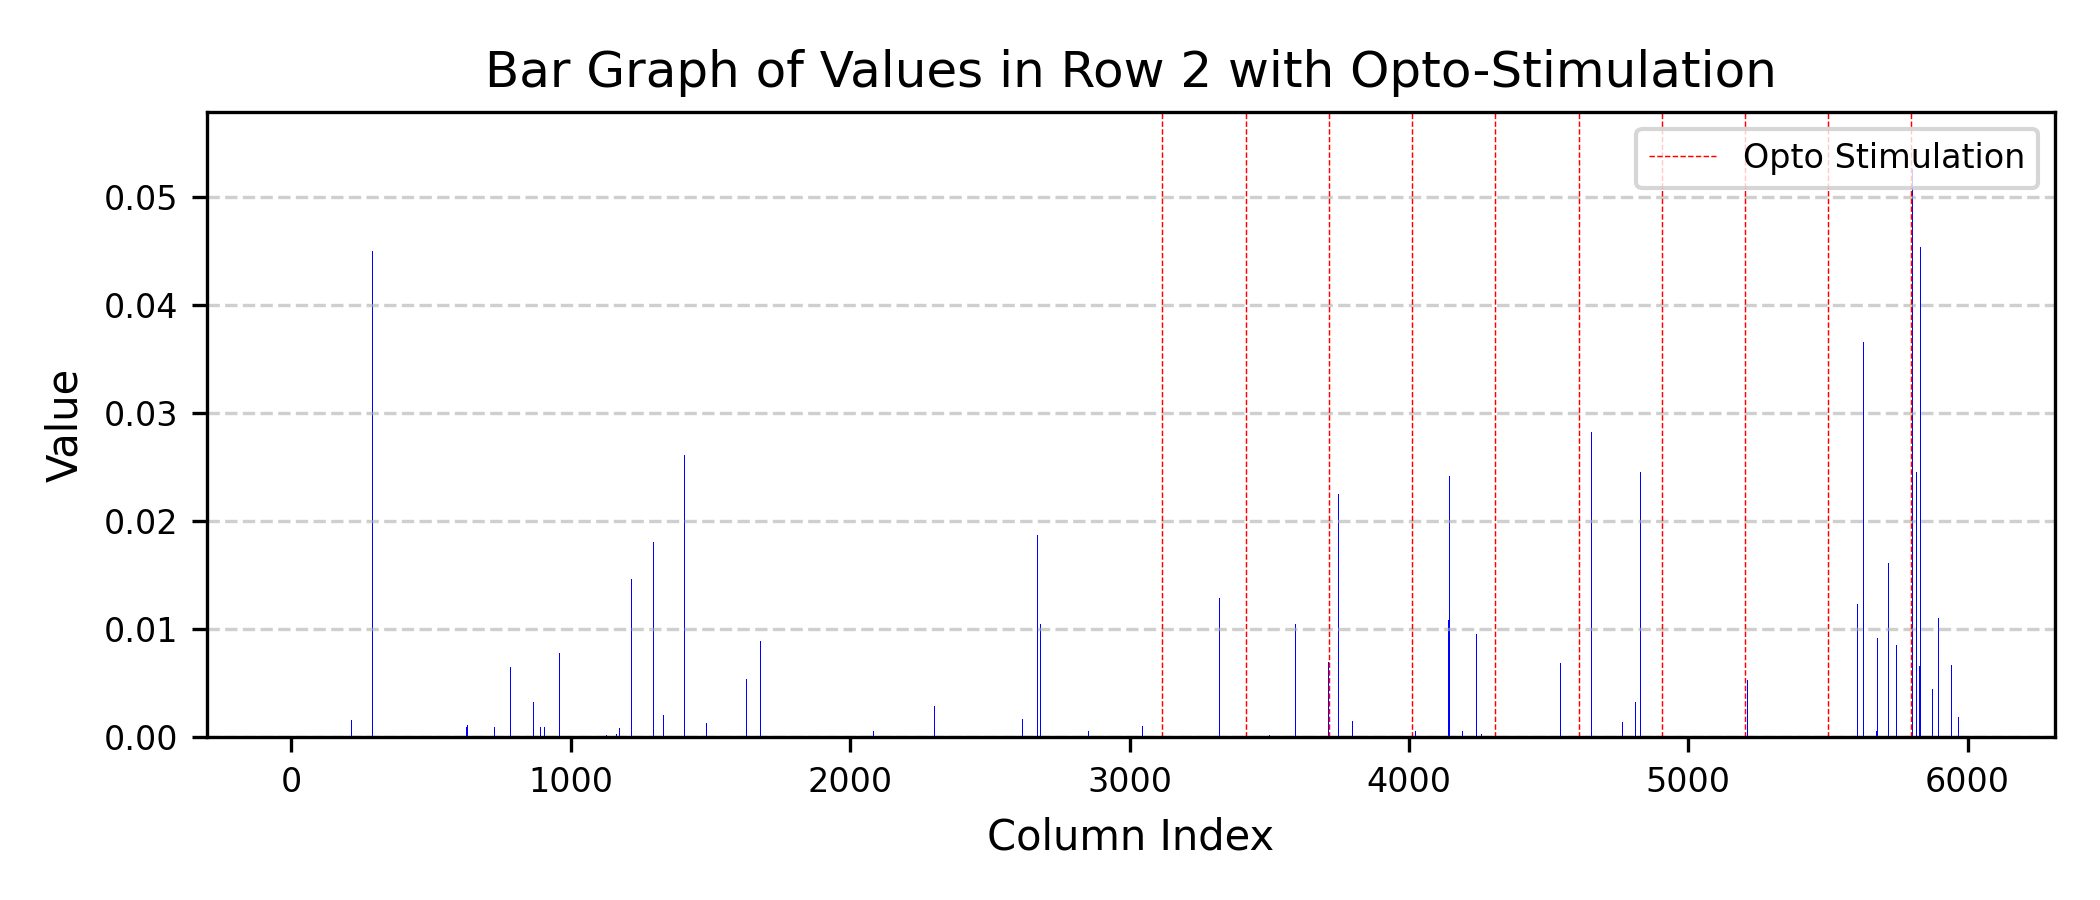 Bar Graph of Values in Row 2 with Opto-Stimulation
Opto Stimulation
0.05
0.04
0.03
0.02
0.01
0.00
Value
0 1000 2000 3000 4000 5000 6000
Column Index